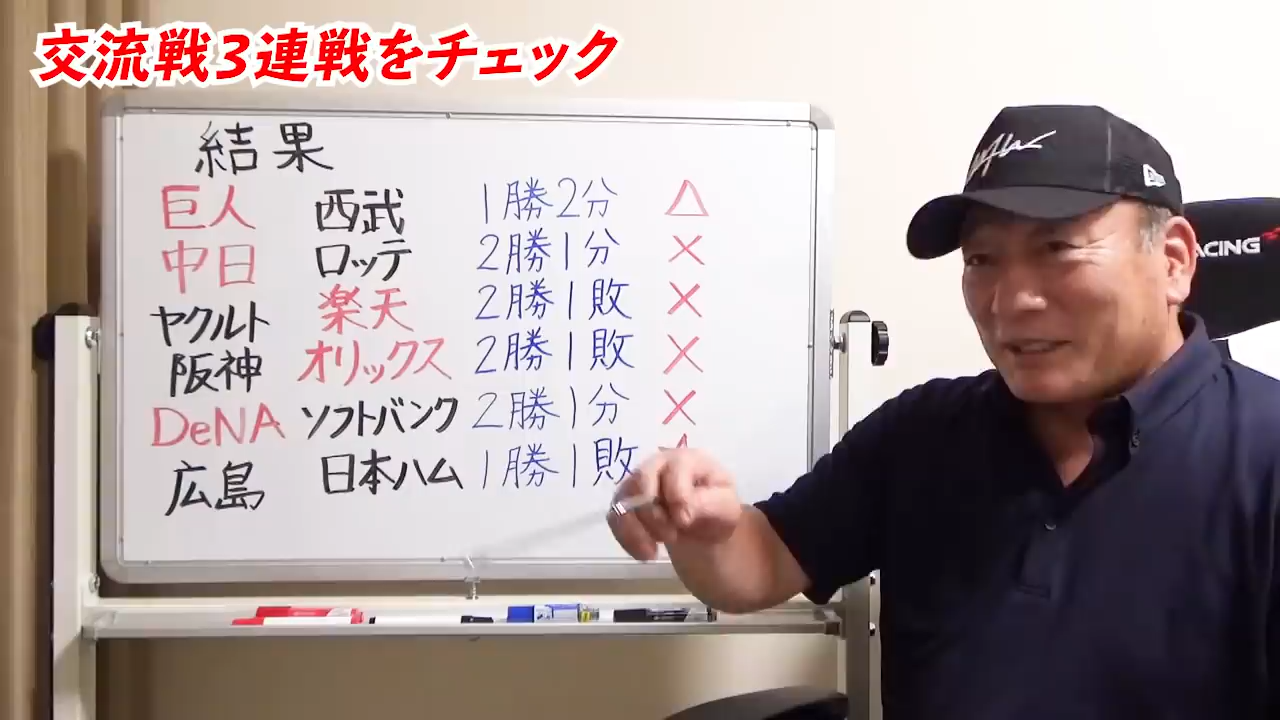 交流戦3連戦をチェック
結果
巨人 西武 1勝2分 △
中日 ロッテ 2勝1分 ×
ヤクルト 楽天 2勝1敗 ×
阪神 オリックス 2勝1敗 ×
DeNA ソフトバンク 2勝1分 ×
広島 日本ハム 1勝1敗
ACING